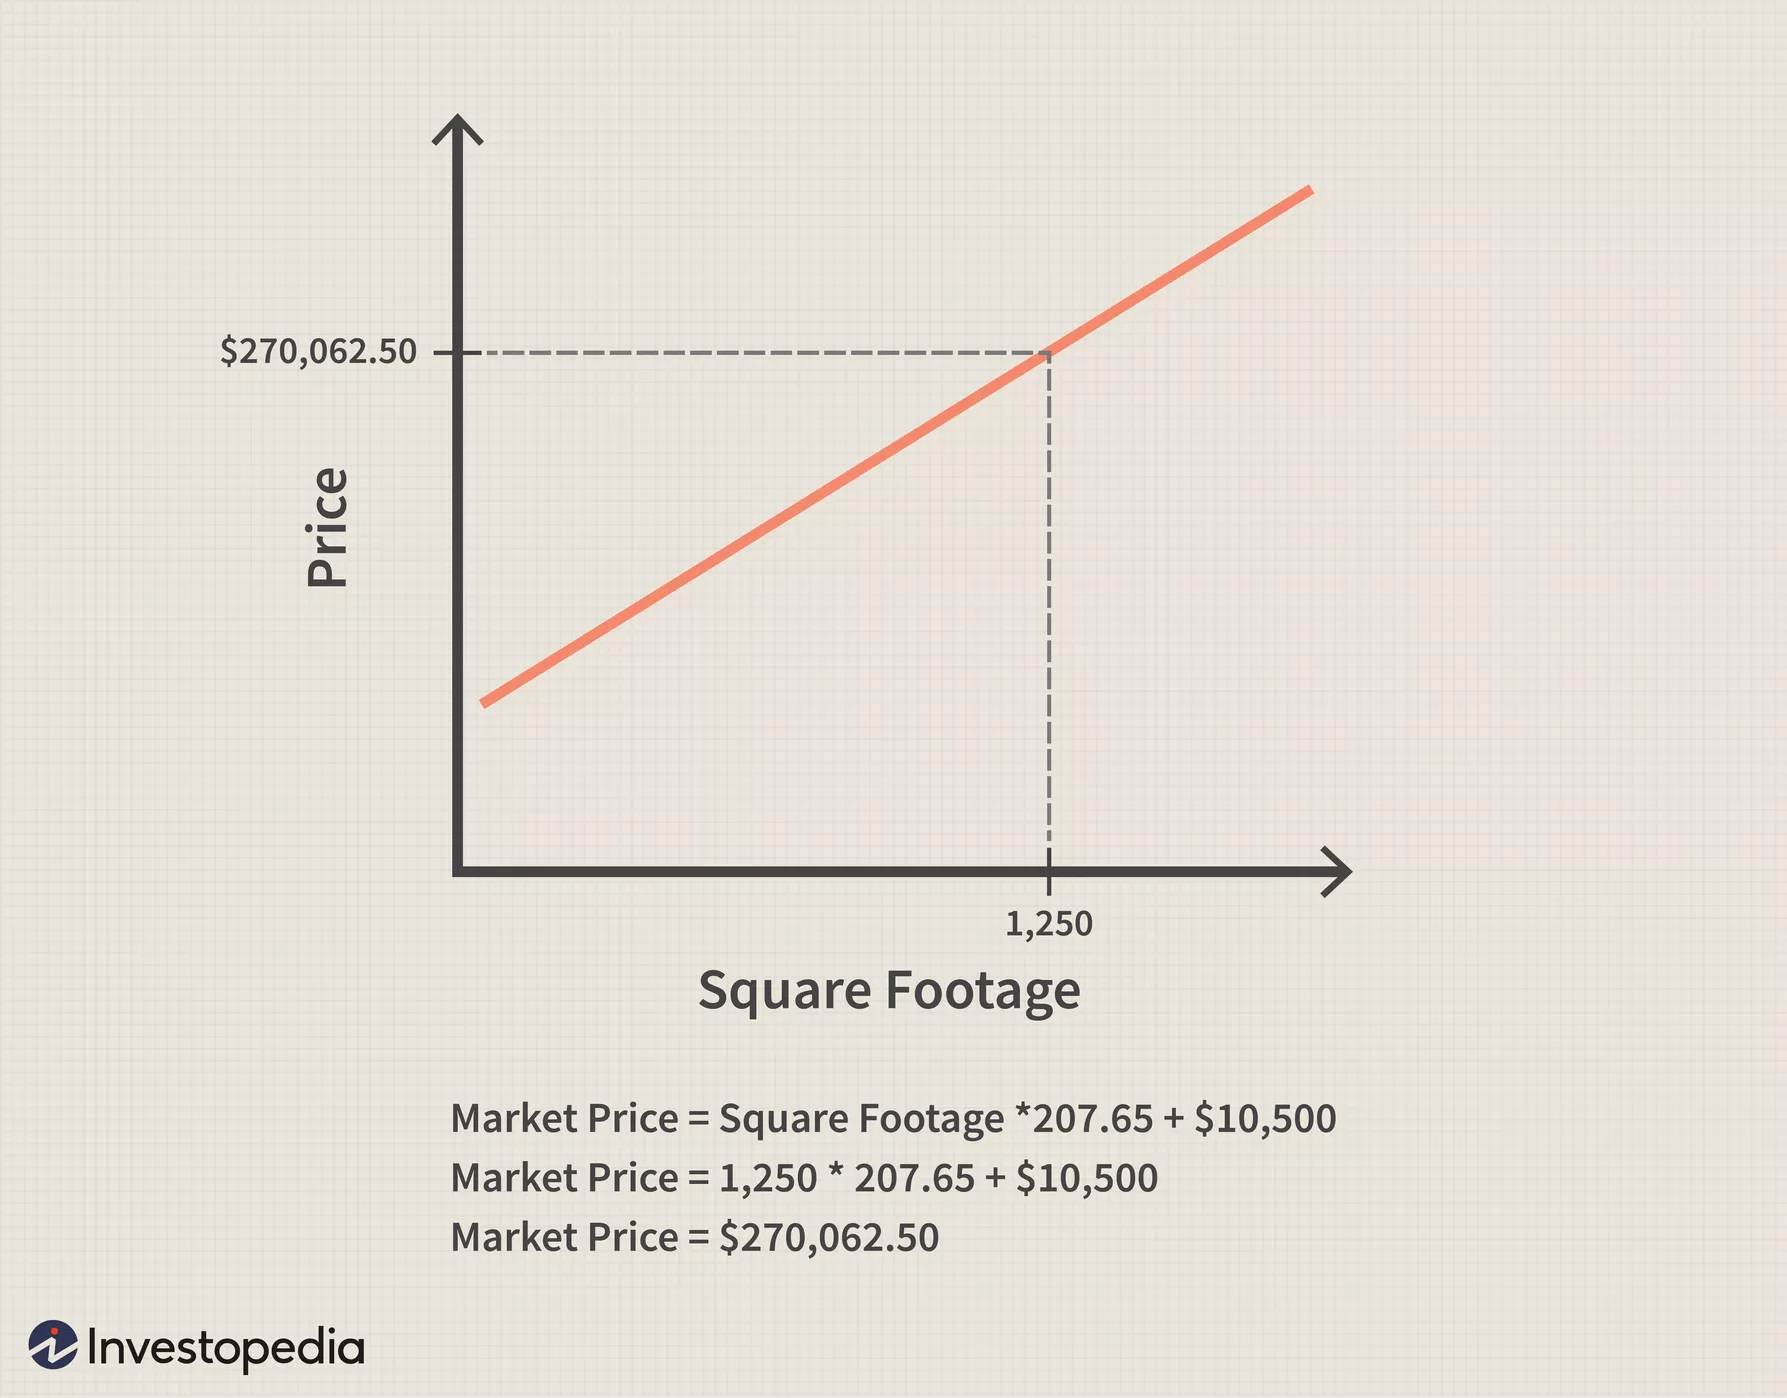 $270,062.50
Price
1,250
Square Footage
Market Price = Square Footage *207.65 + $10,500
Market Price = 1,250 * 207.65 + $10,500
Market Price = $270,062.50
Investopedia